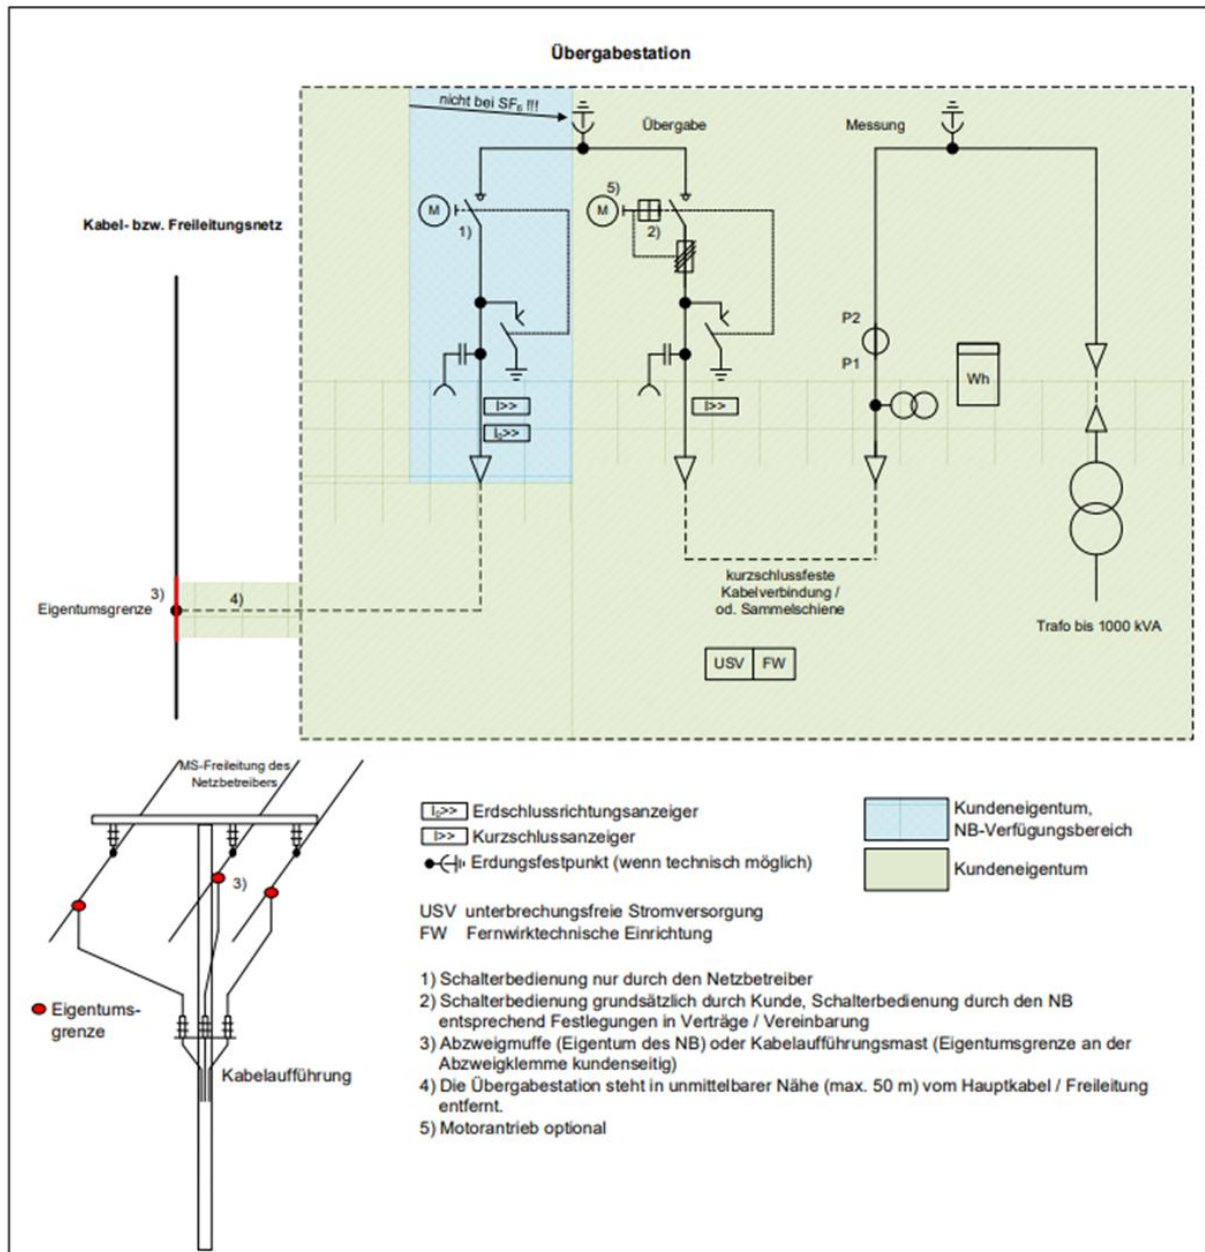 Übergabestation
nicht bei SF₆ !!!
Übergabe
Messung
5)
M
M
1)
2)
Kabel- bzw. Freileitungsnetz
P2
P1
Wh
I>>
I>>
I₀>>
3)
Eigentumsgrenze
4)
kurzschlussfeste
Kabelverbindung /
od. Sammelschiene
Trafo bis 1000 kVA
USV FW
MS-Freileitung des
Netzbetreibers
3)
Eigentums-
grenze
Kabelaufführung
I₀>> Erdschlussrichtungsanzeiger
I>> Kurzschlussanzeiger
Erdungsfestpunkt (wenn technisch möglich)
Kundeneigentum,
NB-Verfügungsbereich
Kundeneigentum
USV unterbrechungsfreie Stromversorgung
FW Fernwirktechnische Einrichtung
1) Schalterbedienung nur durch den Netzbetreiber
2) Schalterbedienung grundsätzlich durch Kunde, Schalterbedienung durch den NB
entsprechend Festlegungen in Verträge / Vereinbarung
3) Abzweigmuffe (Eigentum des NB) oder Kabelaufführungsmast (Eigentumsgrenze an der
Abzweigklemme kundenseitig)
4) Die Übergabestation steht in unmittelbarer Nähe (max. 50 m) vom Hauptkabel / Freileitung
entfernt.
5) Motorantrieb optional